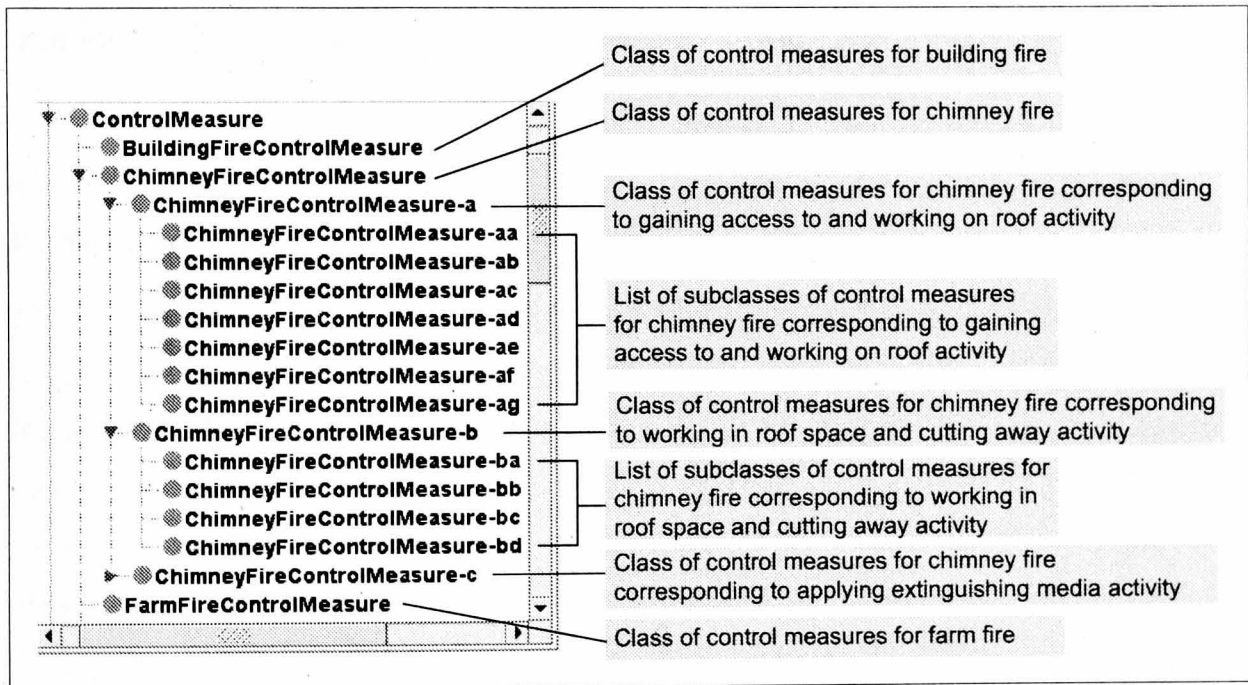 Class of control measures for building fire
Class of control measures for chimney fire
ControlMeasure
BuildingFireControlMeasure
ChimneyFireControlMeasure
ChimneyFireControlMeasure-a
Class of control measures for chimney fire corresponding
to gaining access to and working on roof activity
ChimneyFireControlMeasure-aa
ChimneyFireControlMeasure-ab
ChimneyFireControlMeasure-ac
ChimneyFireControlMeasure-ad
ChimneyFireControlMeasure-ae
ChimneyFireControlMeasure-af
ChimneyFireControlMeasure-ag
List of subclasses of control measures
for chimney fire corresponding to gaining
access to and working on roof activity
ChimneyFireControlMeasure-b
Class of control measures for chimney fire corresponding
to working in roof space and cutting away activity
ChimneyFireControlMeasure-ba
ChimneyFireControlMeasure-bb
ChimneyFireControlMeasure-bc
ChimneyFireControlMeasure-bd
List of subclasses of control measures for
chimney fire corresponding to working in
roof space and cutting away activity
ChimneyFireControlMeasure-c
Class of control measures for chimney fire
corresponding to applying extinguishing media activity
FarmFireControlMeasure
Class of control measures for farm fire